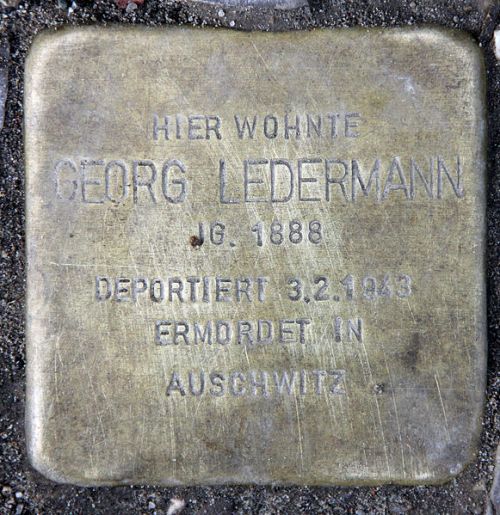 HIER WOHNTE
GEORG LEDERMANN
JG. 1888
DEPORTIERT 3.2.1943
ERMORDET IN
AUSCHWITZ